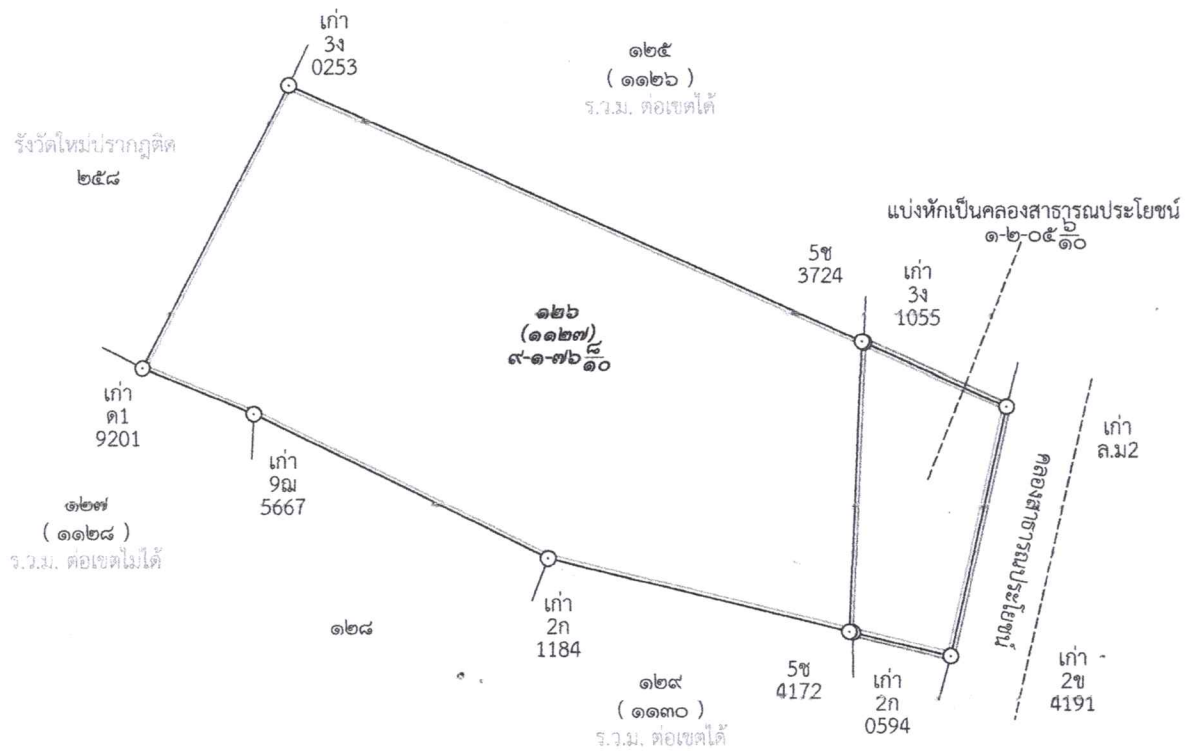 เก่า
3ง
0253
๑๒๕
( ๑๑๒๖ )
ร.ว.ม. ต่อเขตได้
รังวัดใหม่ปรากฎติด
๒๕๘
แบ่งหักเป็นคลองสาธารณประโยชน์
๑-๒-๐๕ ๖/๑๐
5ช
3724
เก่า
3ง
1055
๑๒๖
(๑๑๒๗)
๙-๑-๗๖ ๘/๑๐
เก่า
ด1
9201
เก่า
9ฌ
5667
เก่า
ล.ม2
คลองสาธารณประโยชน์
๑๒๗
( ๑๑๒๘ )
ร.ว.ม. ต่อเขตไม่ได้
เก่า
2ก
1184
๑๒๘
๑๒๙
( ๑๑๓๐ )
ร.ว.ม. ต่อเขตได้
5ช
4172
เก่า
2ก
0594
เก่า
2ข
4191